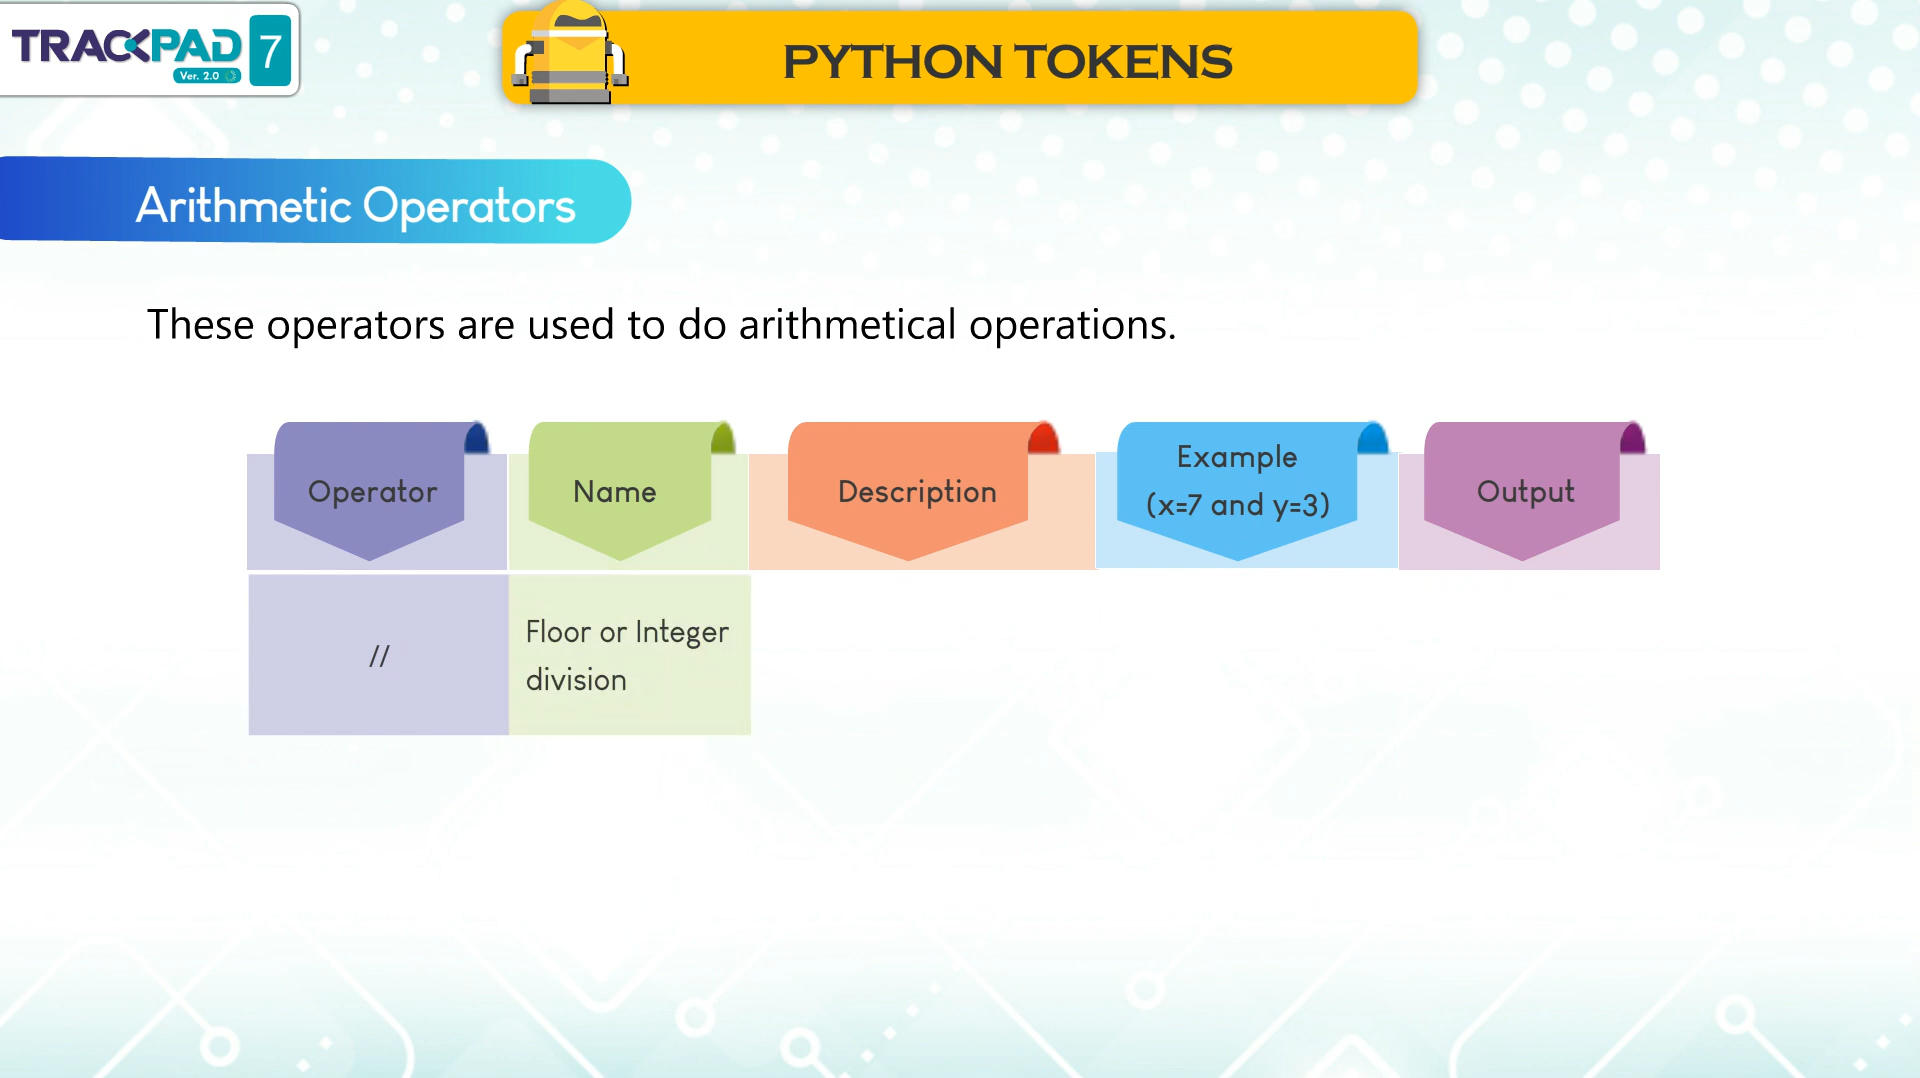 TRACKPAD
Ver. 2.0
7
PYTHON TOKENS
Arithmetic Operators
These operators are used to do arithmetical operations.
Operator
Name
Description
Example
(x=7 and y=3)
Output
//
Floor or Integer
division